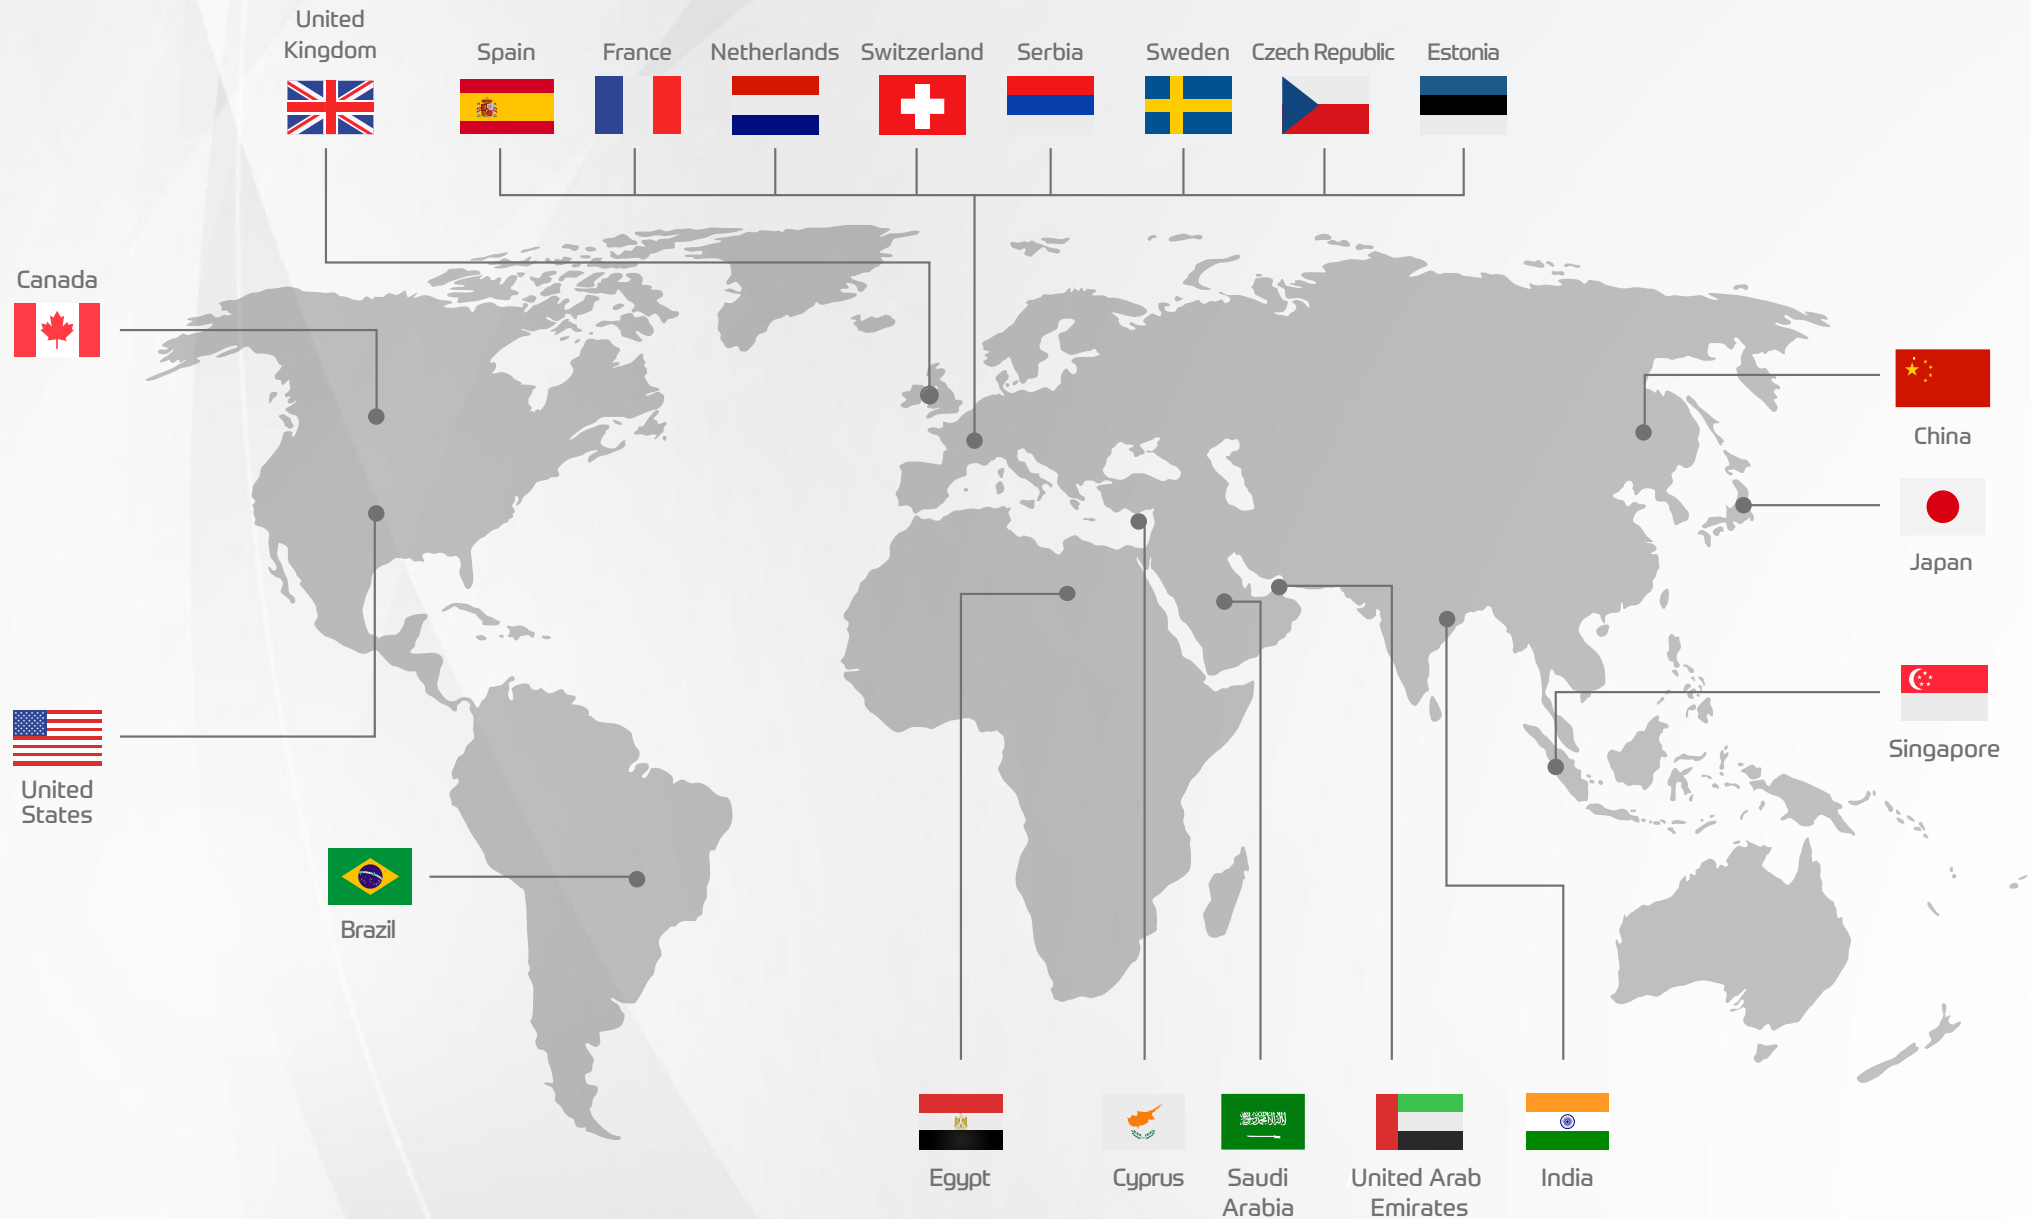 United
Kingdom
Spain
France
Netherlands
Switzerland
Serbia
Sweden
Czech Republic
Estonia
Canada
China
Japan
Singapore
United
States
Brazil
Egypt
Cyprus
Saudi
Arabia
United Arab
Emirates
India